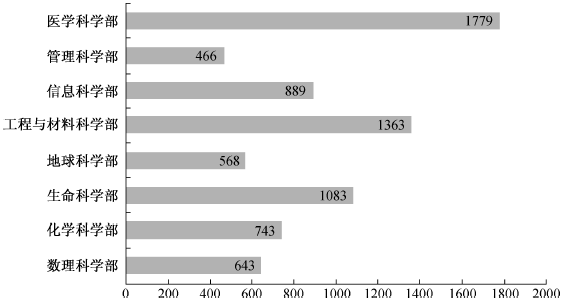 医学科学部 1779
管理科学部 466
信息科学部 889
工程与材料科学部 1363
地球科学部 568
生命科学部 1083
化学科学部 743
数理科学部 643
0 200 400 600 800 1000 1200 1400 1600 1800 2000